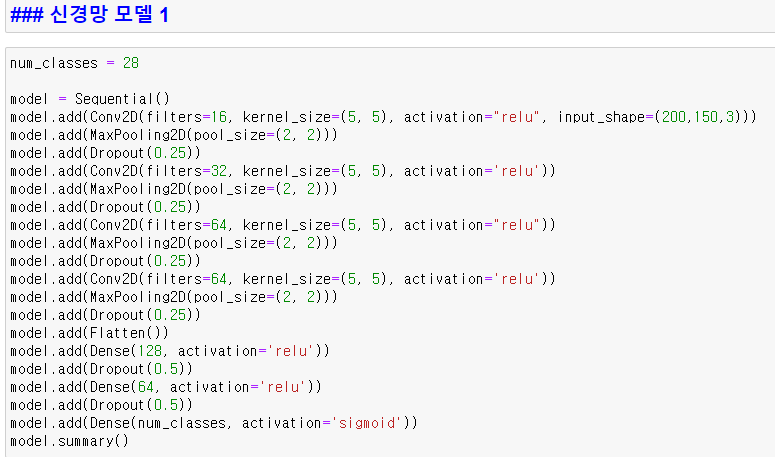 ### 신경망 모델 1
num_classes = 28
model = Sequential()
model.add(Conv2D(filters=16, kernel_size=(5, 5), activation="relu", input_shape=(200,150,3)))
model.add(MaxPooling2D(pool_size=(2, 2)))
model.add(Dropout(0.25))
model.add(Conv2D(filters=32, kernel_size=(5, 5), activation='relu'))
model.add(MaxPooling2D(pool_size=(2, 2)))
model.add(Dropout(0.25))
model.add(Conv2D(filters=64, kernel_size=(5, 5), activation="relu"))
model.add(MaxPooling2D(pool_size=(2, 2)))
model.add(Dropout(0.25))
model.add(Conv2D(filters=64, kernel_size=(5, 5), activation='relu'))
model.add(MaxPooling2D(pool_size=(2, 2)))
model.add(Dropout(0.25))
model.add(Flatten())
model.add(Dense(128, activation='relu'))
model.add(Dropout(0.5))
model.add(Dense(64, activation='relu'))
model.add(Dropout(0.5))
model.add(Dense(num_classes, activation='sigmoid'))
model.summary()